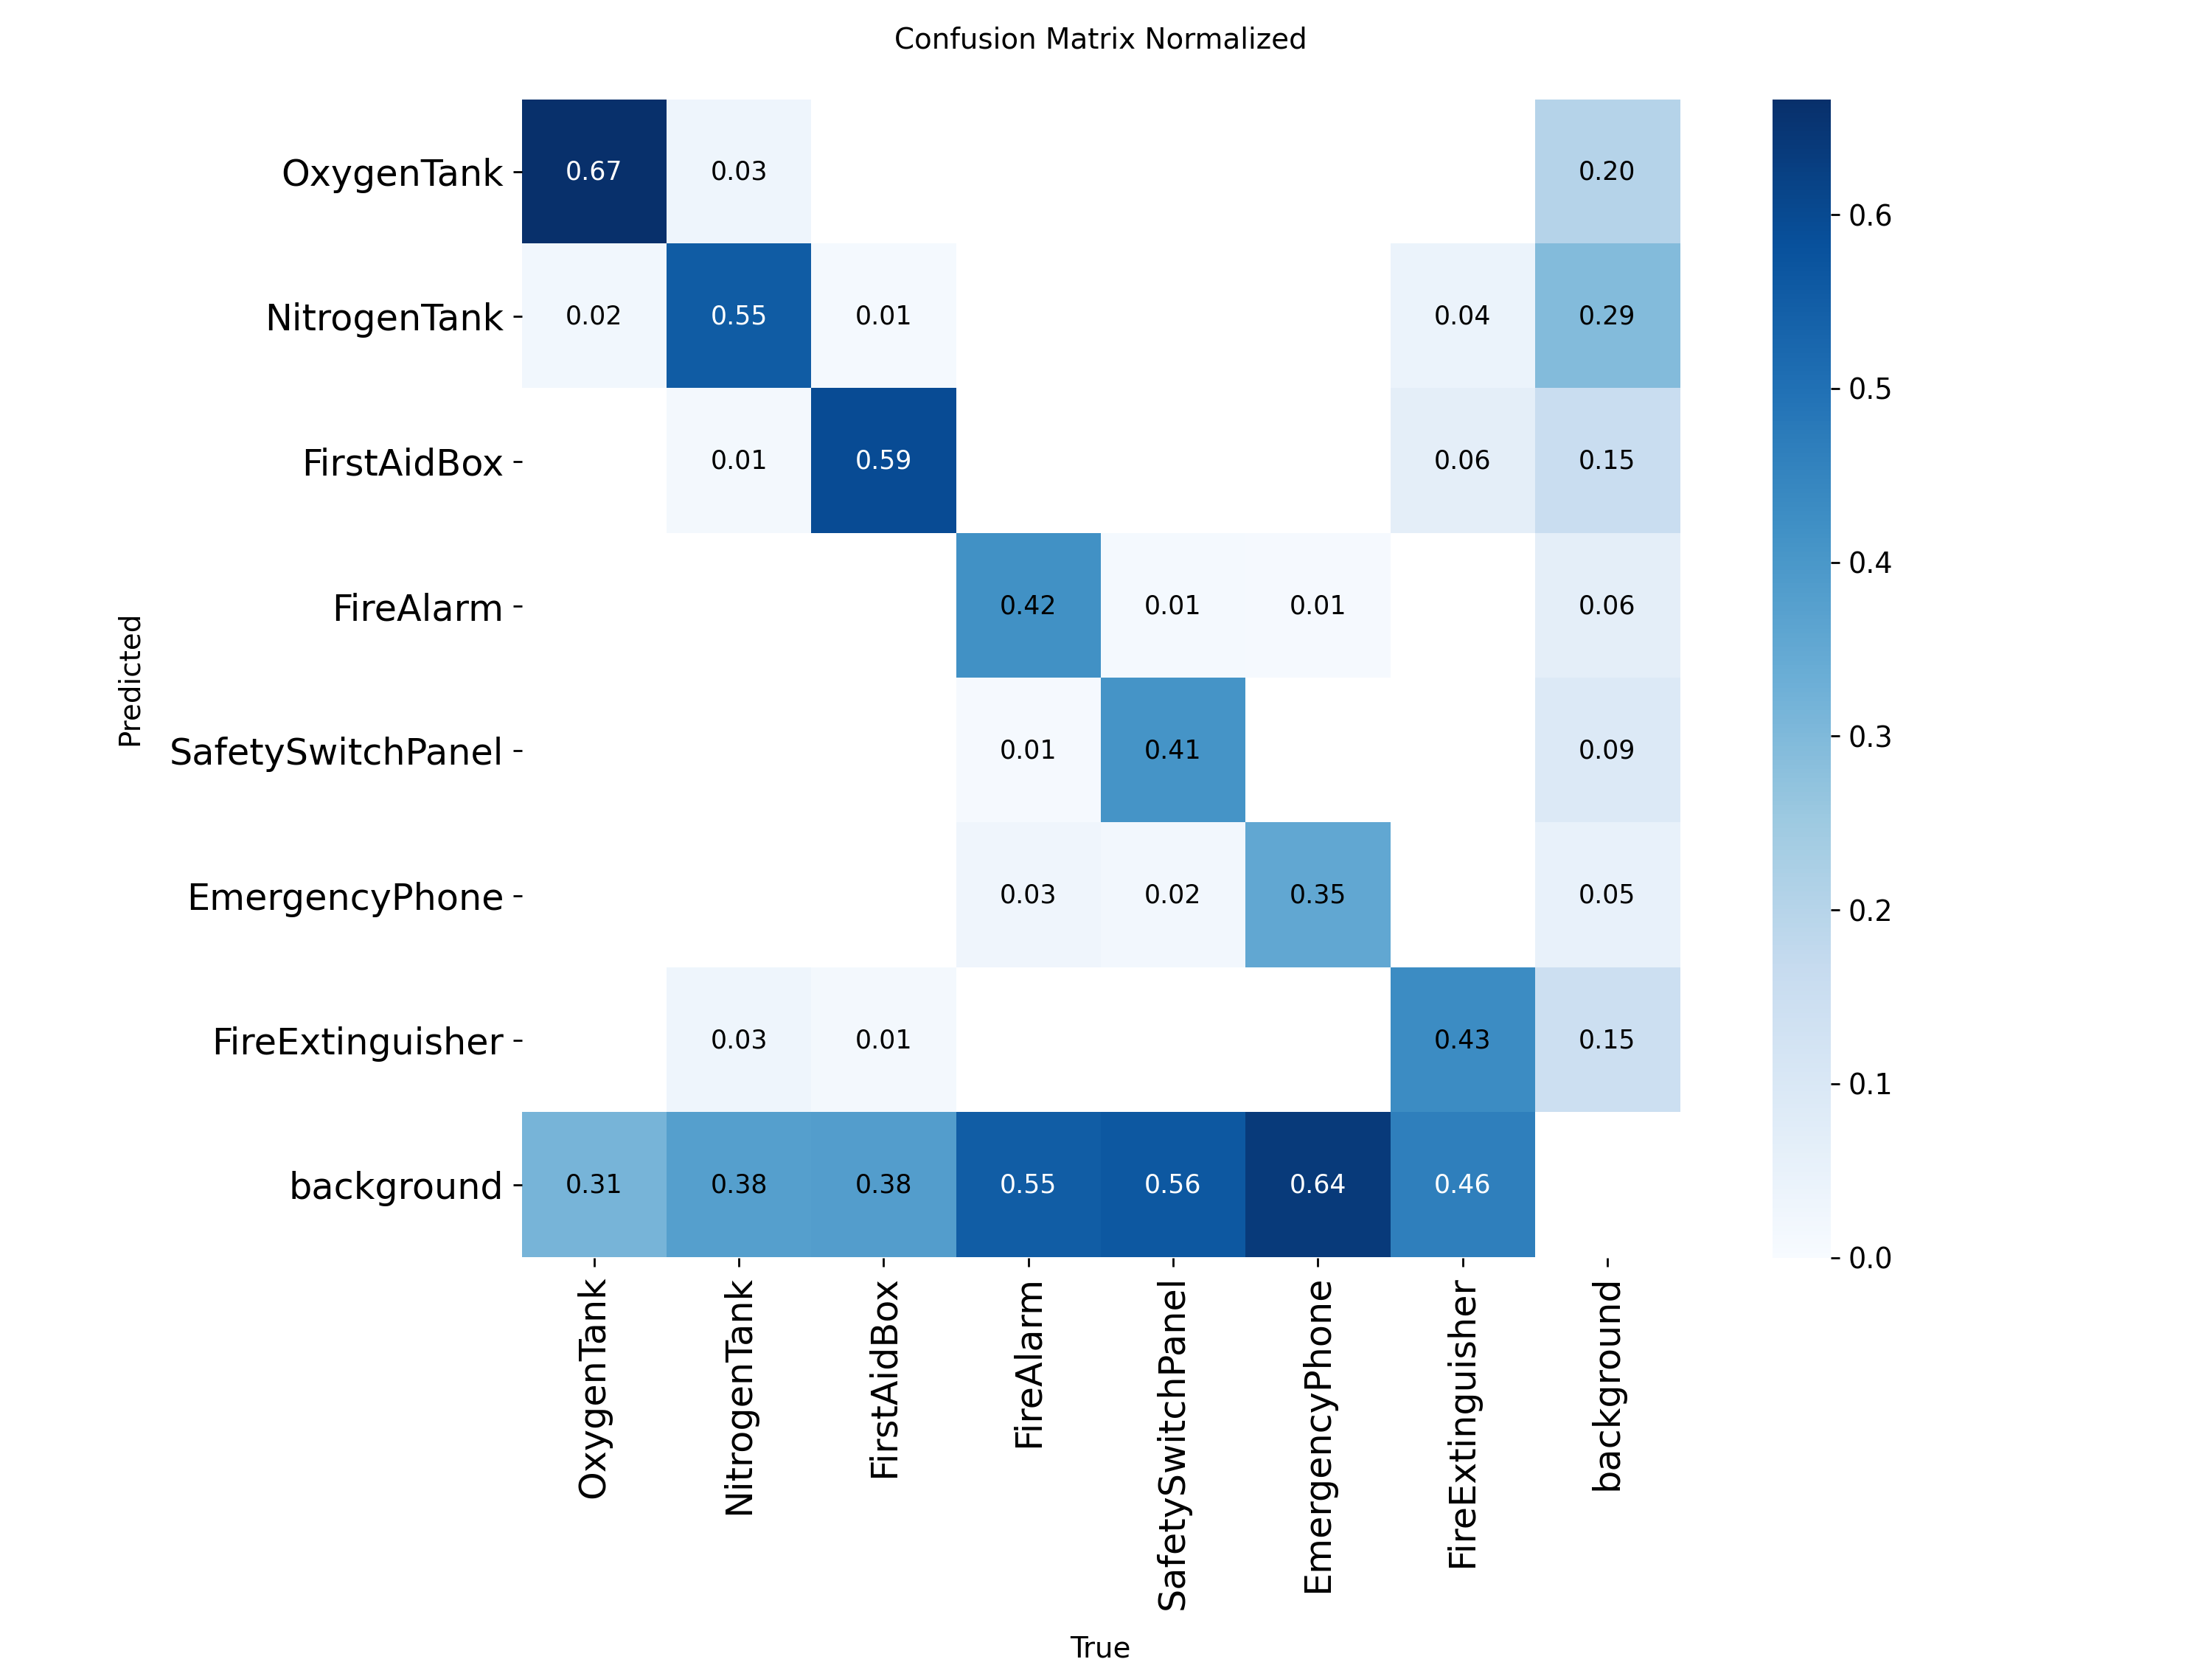 Confusion Matrix Normalized
OxygenTank 0.67 0.03 0.20
NitrogenTank 0.02 0.55 0.01 0.04 0.29
FirstAidBox 0.01 0.59 0.06 0.15
FireAlarm 0.42 0.01 0.01 0.06
SafetySwitchPanel 0.01 0.41 0.09
EmergencyPhone 0.03 0.02 0.35 0.05
FireExtinguisher 0.03 0.01 0.43 0.15
background 0.31 0.38 0.38 0.55 0.56 0.64 0.46
Predicted
OxygenTank
NitrogenTank
FirstAidBox
FireAlarm
SafetySwitchPanel
EmergencyPhone
FireExtinguisher
background
True
0.6
0.5
0.4
0.3
0.2
0.1
0.0